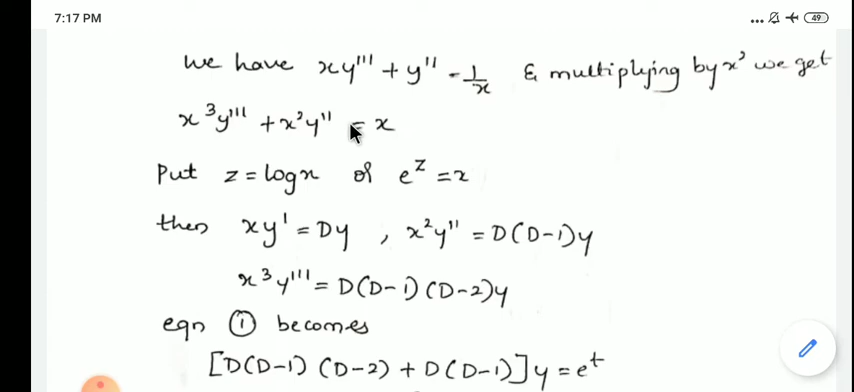 7:17 PM
... 49
we have xy''' + y'' - 1/x & multiplying by x² we get
x³y''' + x²y'' = x
Put z = logx or e^z = x
then xy' = Dy , x²y'' = D(D-1)y
x³y''' = D(D-1)(D-2)y
eqn ① becomes
[D(D-1)(D-2) + D(D-1)]y = e^t